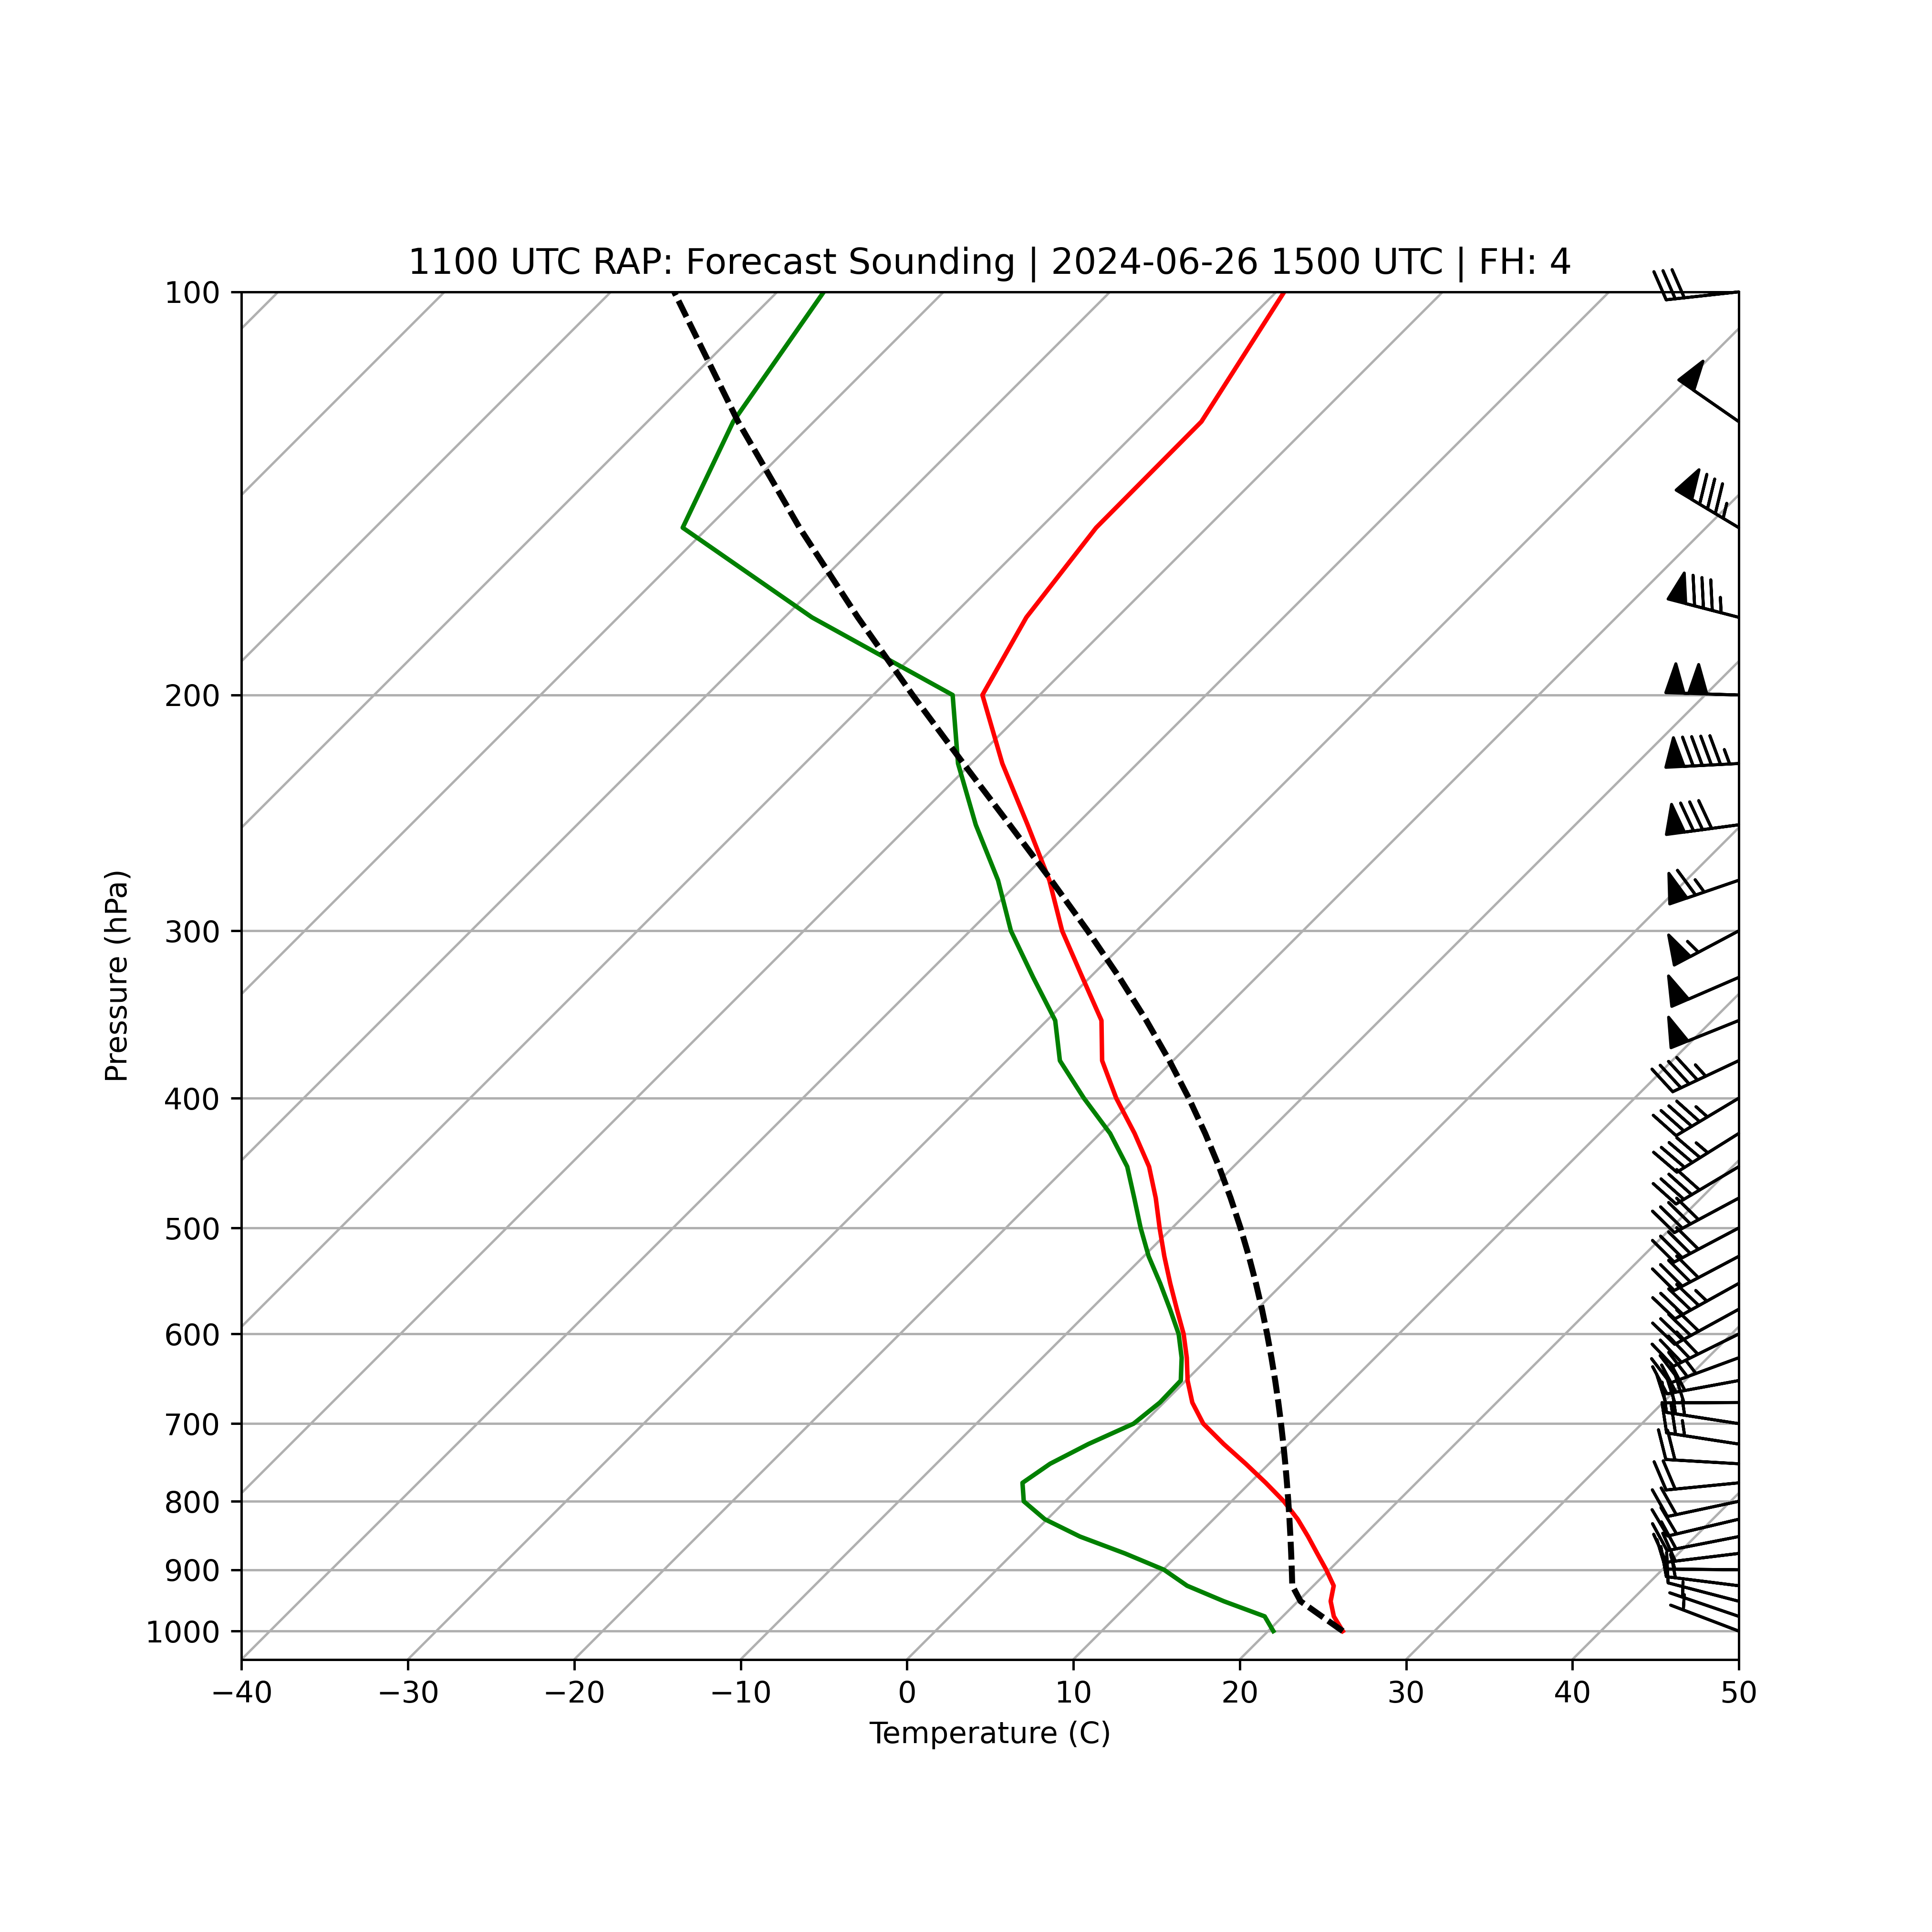 1100 UTC RAP: Forecast Sounding | 2024-06-26 1500 UTC | FH: 4
100
200
300
400
500
600
700
800
900
1000
Pressure (hPa)
−40 −30 −20 −10 0 10 20 30 40 50
Temperature (C)